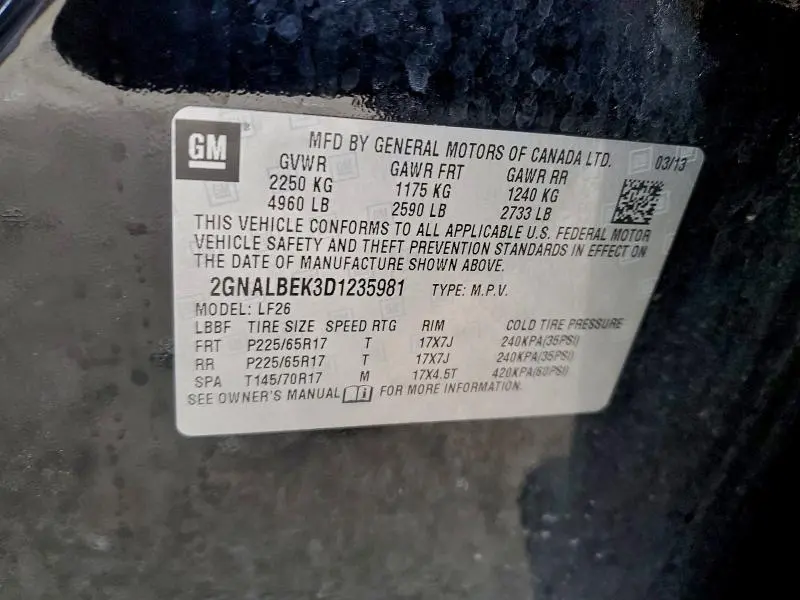 GM
MFD BY GENERAL MOTORS OF CANADA LTD. 03/13
GVWR GAWR FRT GAWR RR
2250 KG 1175 KG 1240 KG
4960 LB 2590 LB 2733 LB
THIS VEHICLE CONFORMS TO ALL APPLICABLE U.S. FEDERAL MOTOR
VEHICLE SAFETY AND THEFT PREVENTION STANDARDS IN EFFECT ON
THE DATE OF MANUFACTURE SHOWN ABOVE.
2GNALBEK3D1235981 TYPE: M.P.V.
MODEL: LF26
LBBF TIRE SIZE SPEED RTG RIM COLD TIRE PRESSURE
FRT P225/65R17 T 17X7J 240KPA(35PSI)
RR P225/65R17 T 17X7J 240KPA(35PSI)
SPA T145/70R17 M 17X4.5T 420KPA(60PSI)
SEE OWNER'S MANUAL FOR MORE INFORMATION.